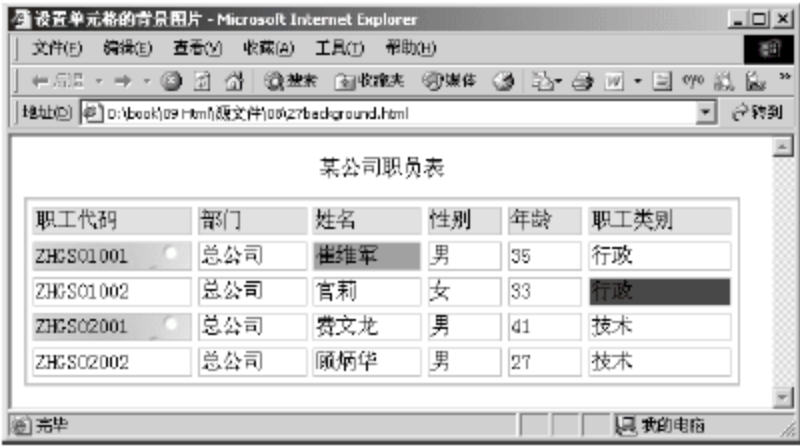 设置单元格的背景图片 - Microsoft Internet Explorer
文件(F) 编辑(E) 查看(V) 收藏(A) 工具(T) 帮助(H)
后退 搜索 收藏夹 媒体
地址(D) D:\book\09 Html\源文件\06\27background.html 转到
某公司职员表
职工代码 部门 姓名 性别 年龄 职工类别
ZHGS01001 总公司 崔维军 男 35 行政
ZHGS01002 总公司 官莉 女 33 行政
ZHGS02001 总公司 费文龙 男 41 技术
ZHGS02002 总公司 顾炳华 男 27 技术
完毕 我的电脑